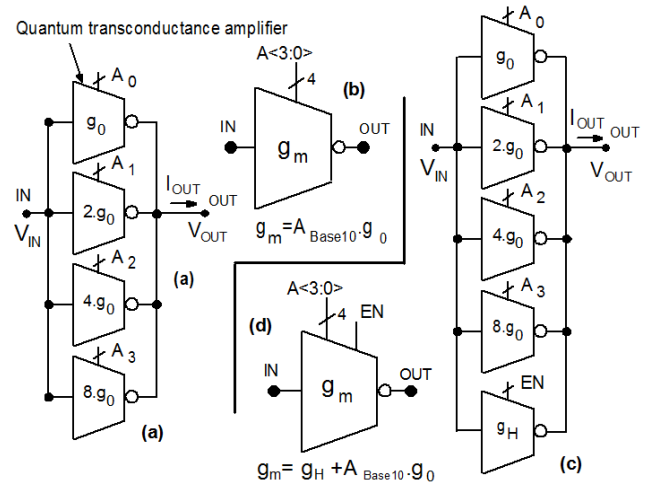 Quantum transconductance amplifier
A0
g0
A1
2.g0
IN
VIN
IOUT
OUT
VOUT
A2
4.g0
(a)
A3
8.g0
(a)
A<3:0>
4
(b)
IN
gm
OUT
gm=A Base10.g0
A<3:0>
(d)
4
EN
IN
gm
OUT
gm= gH +A Base10.g0
A0
g0
A1
2.g0
IN
VIN
IOUT
OUT
VOUT
A2
4.g0
A3
8.g0
EN
gH
(c)